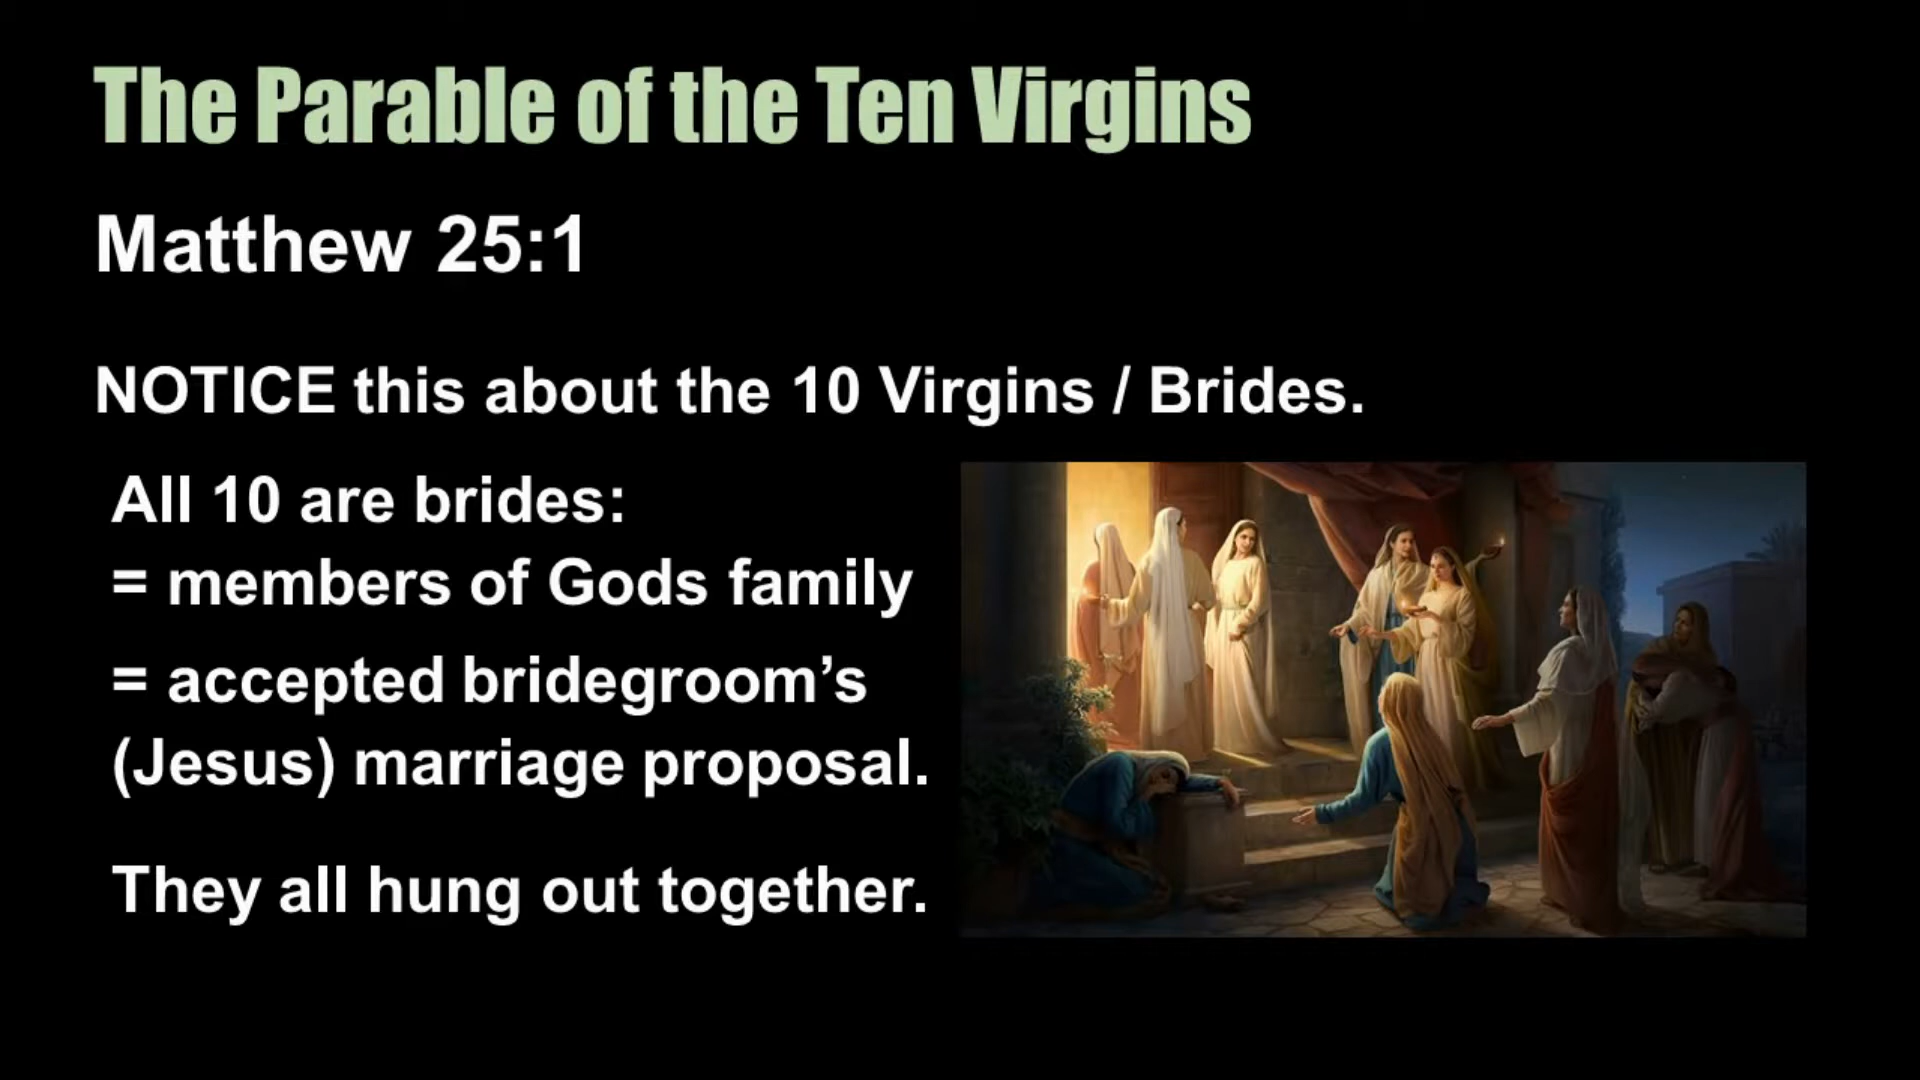 The Parable of the Ten Virgins
Matthew 25:1
NOTICE this about the 10 Virgins / Brides.
All 10 are brides:
= members of Gods family
= accepted bridegroom’s
(Jesus) marriage proposal.
They all hung out together.